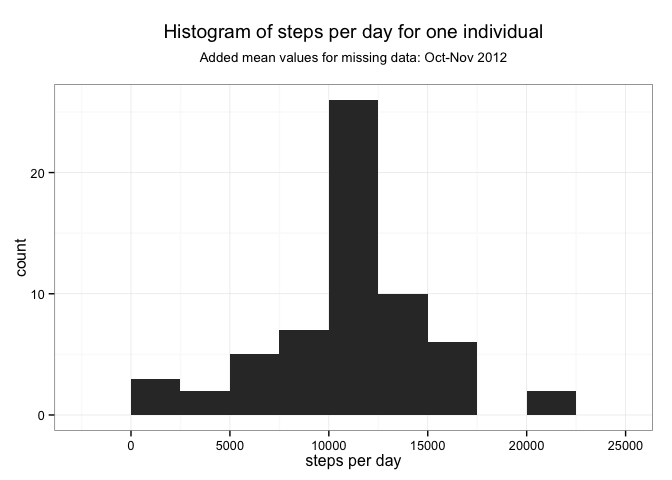 Histogram of steps per day for one individual
Added mean values for missing data: Oct-Nov 2012
count
20
10
0
0 5000 10000 15000 20000 25000
steps per day